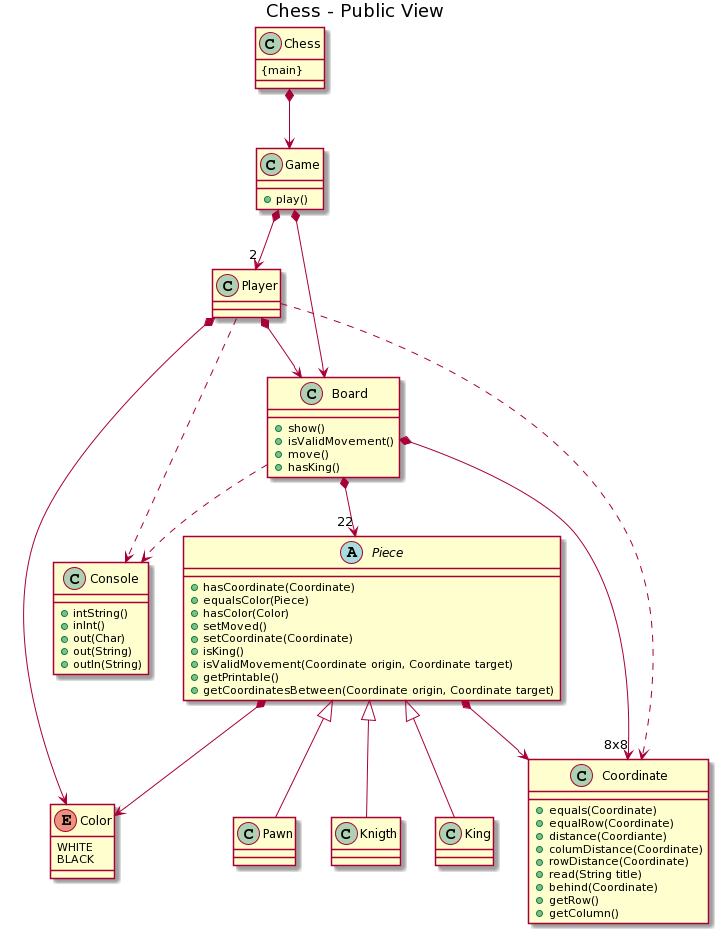 Chess - Public View
C Chess
{main}
C Game
play()
2
C Player
C Board
show()
isValidMovement()
move()
hasKing()
22
A Piece
hasCoordinate(Coordinate)
equalsColor(Piece)
hasColor(Color)
setMoved()
setCoordinate(Coordinate)
isKing()
isValidMovement(Coordinate origin, Coordinate target)
getPrintable()
getCoordinatesBetween(Coordinate origin, Coordinate target)
C Console
intString()
inInt()
out(Char)
out(String)
outln(String)
8x8
C Coordinate
equals(Coordinate)
equalRow(Coordinate)
distance(Coordiante)
columDistance(Coordinate)
rowDistance(Coordinate)
read(String title)
behind(Coordinate)
getRow()
getColumn()
E Color
WHITE
BLACK
C Pawn
C Knigth
C King